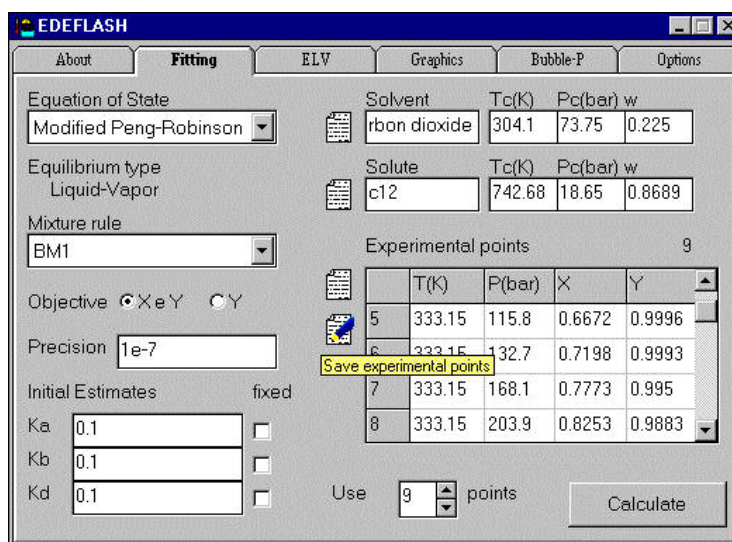 EDEFLASH
About Fitting ELV Graphics Bubble-P Options
Equation of State
Modified Peng-Robinson
Equilibrium type
Liquid-Vapor
Mixture rule
BM1
Objective X e Y Y
Precision 1e-7
Initial Estimates fixed
Ka 0.1
Kb 0.1
Kd 0.1
Solvent Tc(K) Pc(bar) w
rbon dioxide 304.1 73.75 0.225
Solute Tc(K) Pc(bar) w
c12 742.68 18.65 0.8689
Experimental points 9
T(K) P(bar) X Y
5 333.15 115.8 0.6672 0.9996
6 333.15 132.7 0.7198 0.9993
Save experimental points
7 333.15 168.1 0.7773 0.995
8 333.15 203.9 0.8253 0.9883
Use 9 points
Calculate